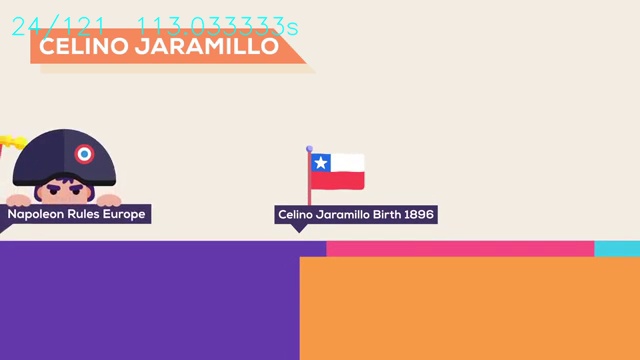 24/121 113.033333s
CELINO JARAMILLO
Napoleon Rules Europe
Celino Jaramillo Birth 1896